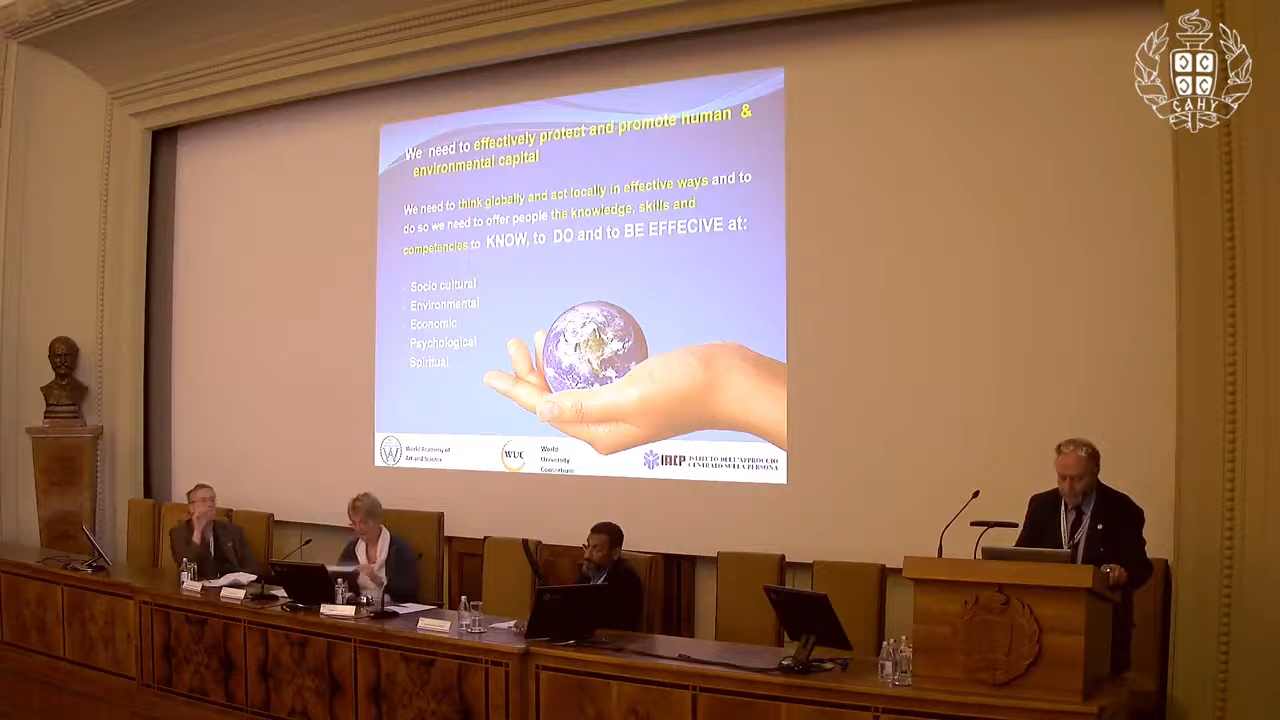 We need to effectively protect and promote human &
environmental capital
We need to think globally and act locally in effective ways and to
do so we need to offer people the knowledge, skills and
competencies to KNOW, to DO and to BE EFFECIVE at:
Socio cultural
Environmental
Economic
Psychological
Spiritual
World Academy of
Art and Science
WUC
World
University
Consortium
IACP
ISTITUTO DELL'APPROCCIO
CENTRATO SULLA PERSONA
САНУ